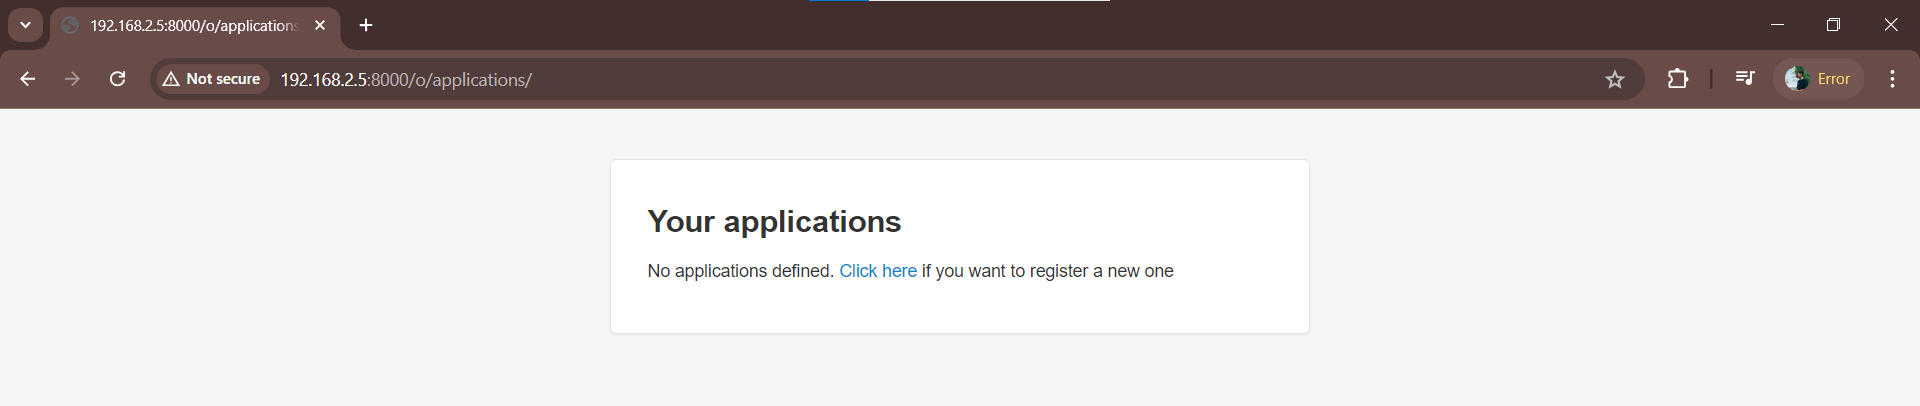 192.168.2.5:8000/o/applications
Not secure
192.168.2.5:8000/o/applications/
Error
Your applications
No applications defined. Click here if you want to register a new one